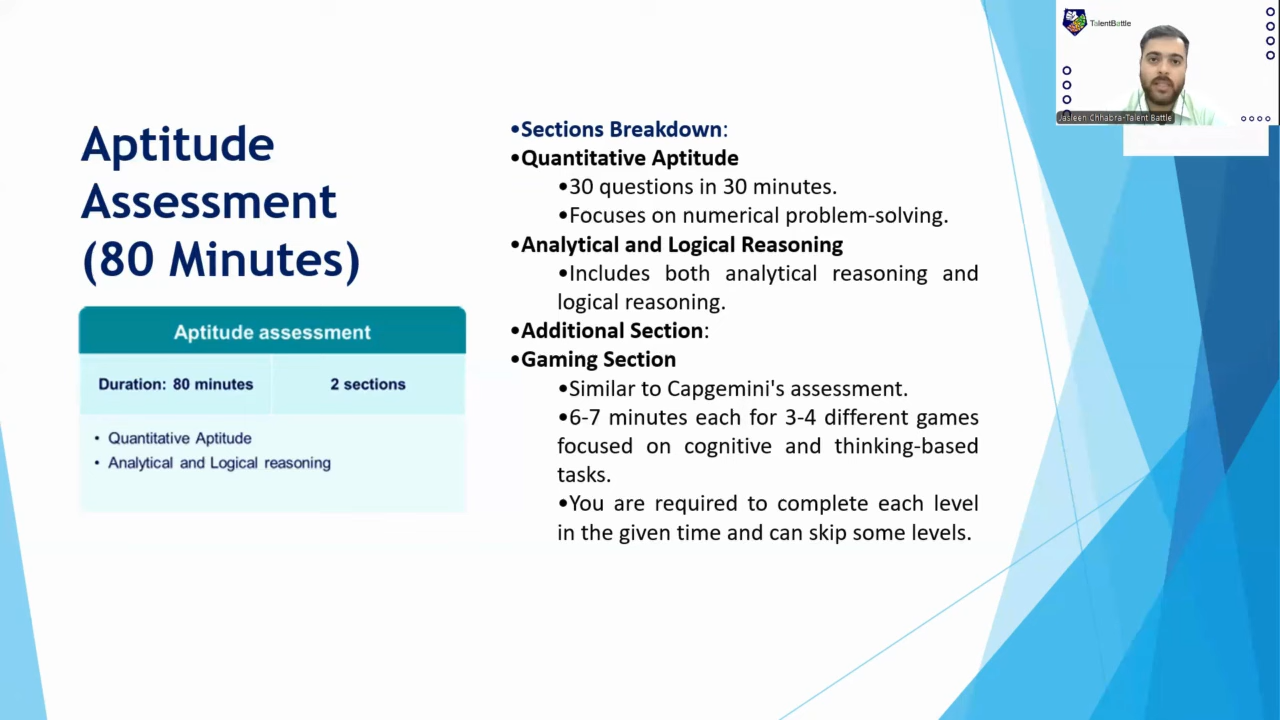 Aptitude
Assessment
(80 Minutes)
Aptitude assessment
Duration: 80 minutes
2 sections
• Quantitative Aptitude
• Analytical and Logical reasoning
•Sections Breakdown:
•Quantitative Aptitude
•30 questions in 30 minutes.
•Focuses on numerical problem-solving.
•Analytical and Logical Reasoning
•Includes both analytical reasoning and
logical reasoning.
•Additional Section:
•Gaming Section
•Similar to Capgemini's assessment.
•6-7 minutes each for 3-4 different games
focused on cognitive and thinking-based
tasks.
•You are required to complete each level
in the given time and can skip some levels.
TalentBattle
Jasleen Chhabra-Talent Battle